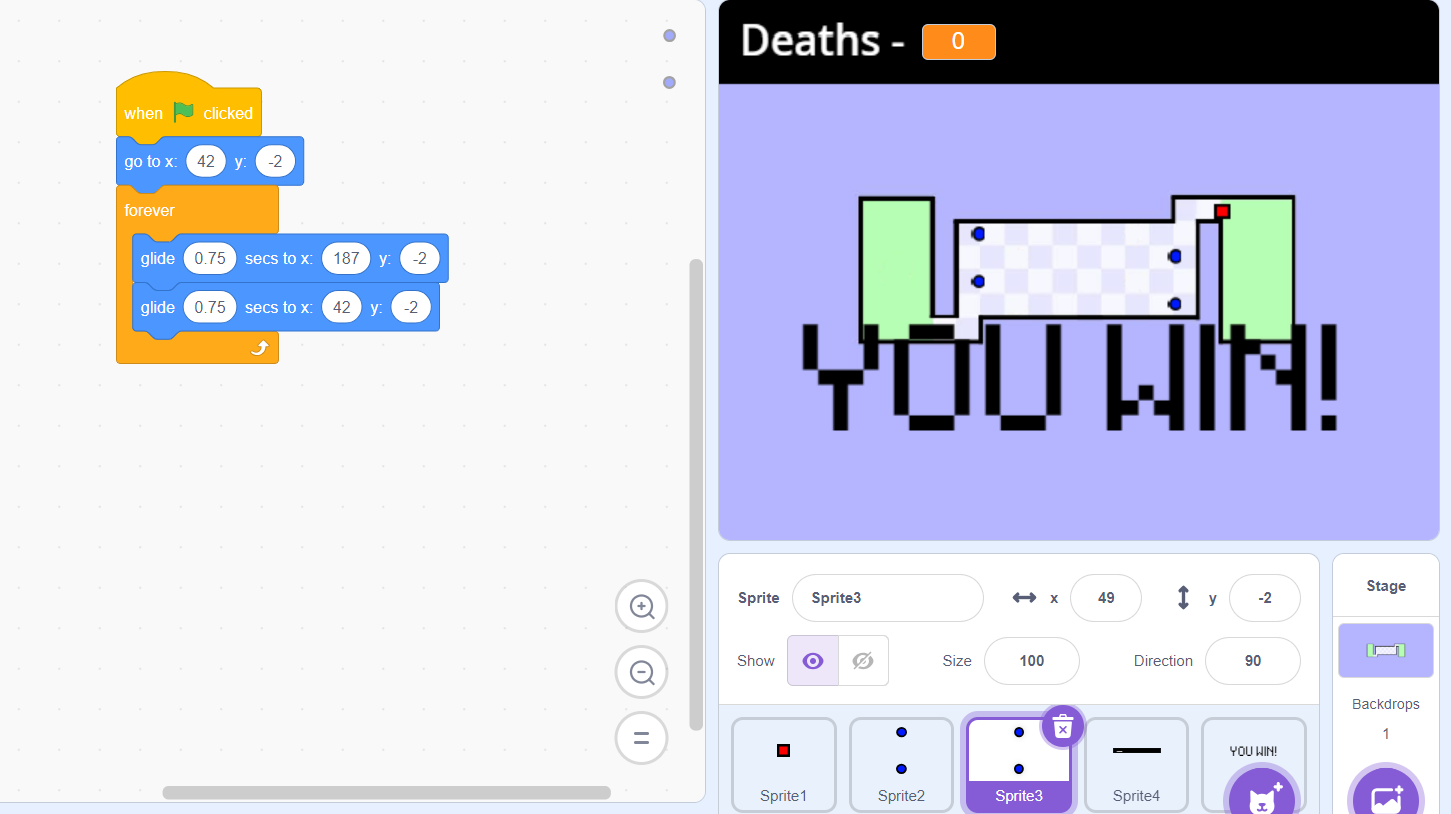 when clicked
go to x: 42 y: -2
forever
glide 0.75 secs to x: 187 y: -2
glide 0.75 secs to x: 42 y: -2
Deaths - 0
YOU WIN!
Sprite Sprite3 x 49 y -2
Show Size 100 Direction 90
Sprite1 Sprite2 Sprite3 Sprite4
YOU WIN!
Stage
Backdrops
1